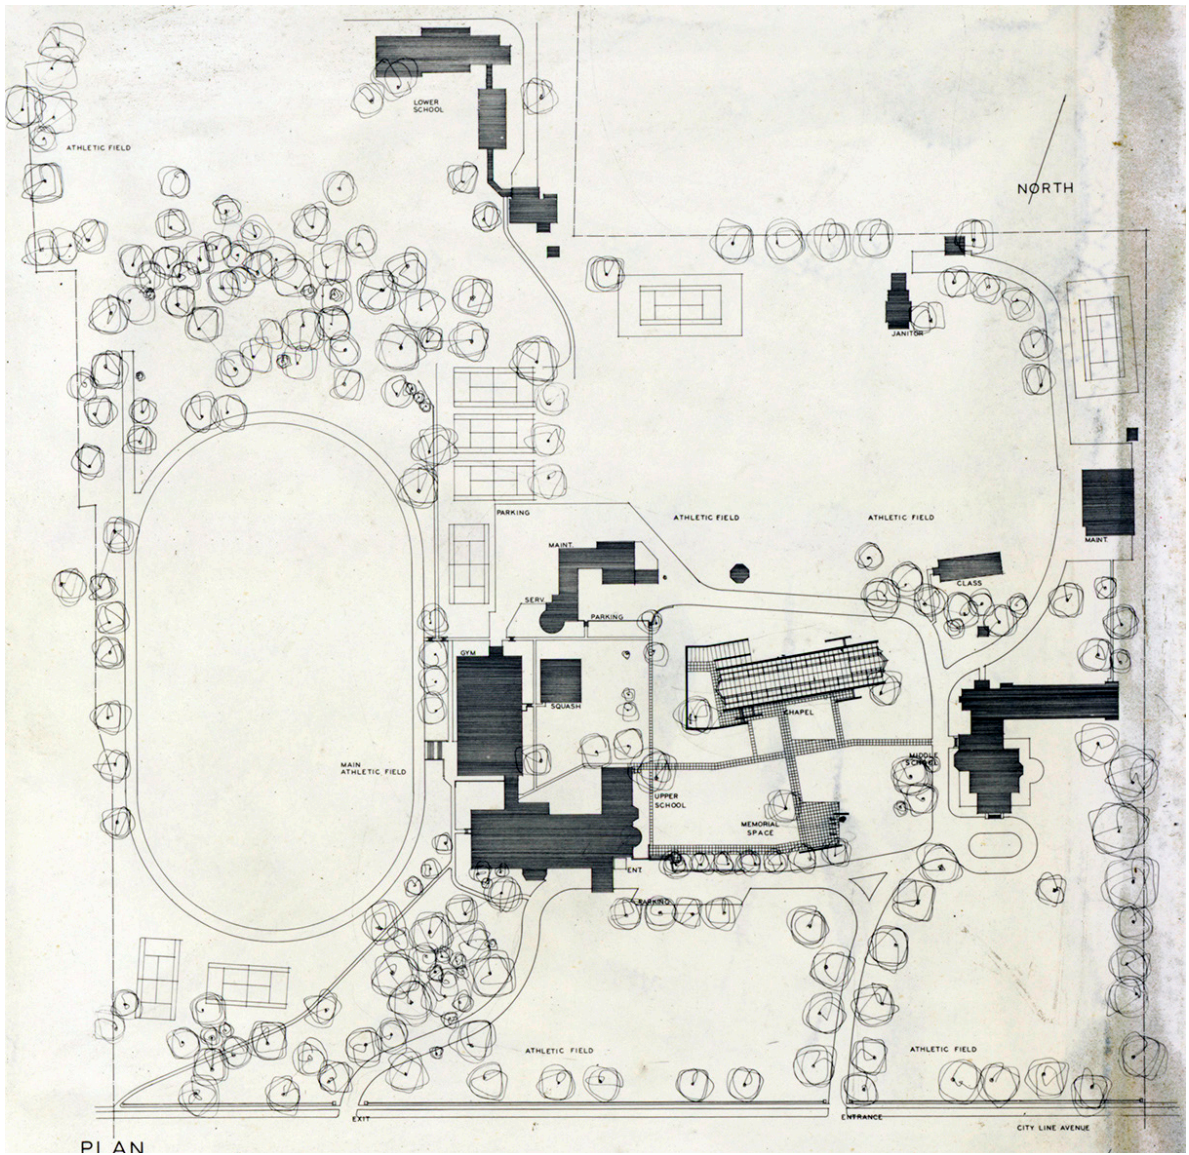 LOWER
SCHOOL
ATHLETIC FIELD
NORTH
JANITOR
PARKING
ATHLETIC FIELD
ATHLETIC FIELD
MAINT.
MAINT.
CLASS
SERV.
PARKING
GYM
SQUASH
CHAPEL
MIDDLE
SCHOOL
MAIN
ATHLETIC FIELD
UPPER
SCHOOL
MEMORIAL
SPACE
ENT.
PARKING
ATHLETIC FIELD
ATHLETIC FIELD
EXIT
ENTRANCE
CITY LINE AVENUE
PLAN